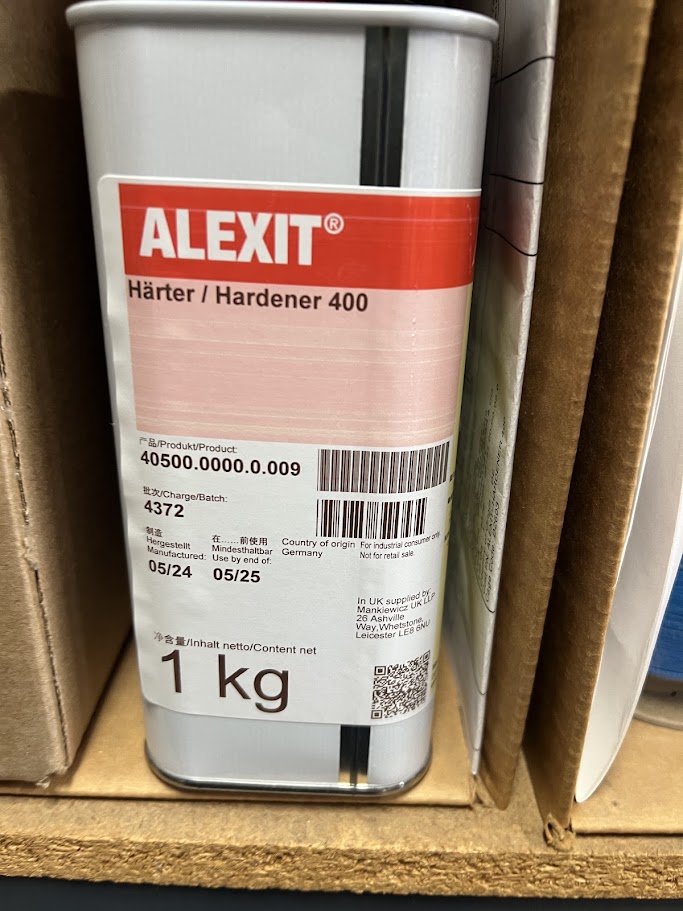 ALEXIT®
Härter / Hardener 400
产品/Produkt/Product:
40500.0000.0.009
批次/Charge/Batch:
4372
制造
Hergestellt
Manufactured:
05/24
在……前使用
Mindesthaltbar
Use by end of:
05/25
Country of origin
Germany
For industrial consumer only.
Not for retail sale.
In UK supplied by
Mankiewicz UK LLP
26 Ashville
Way,Whetstone,
Leicester LE8 6NU
净含量/Inhalt netto/Content net
1 kg